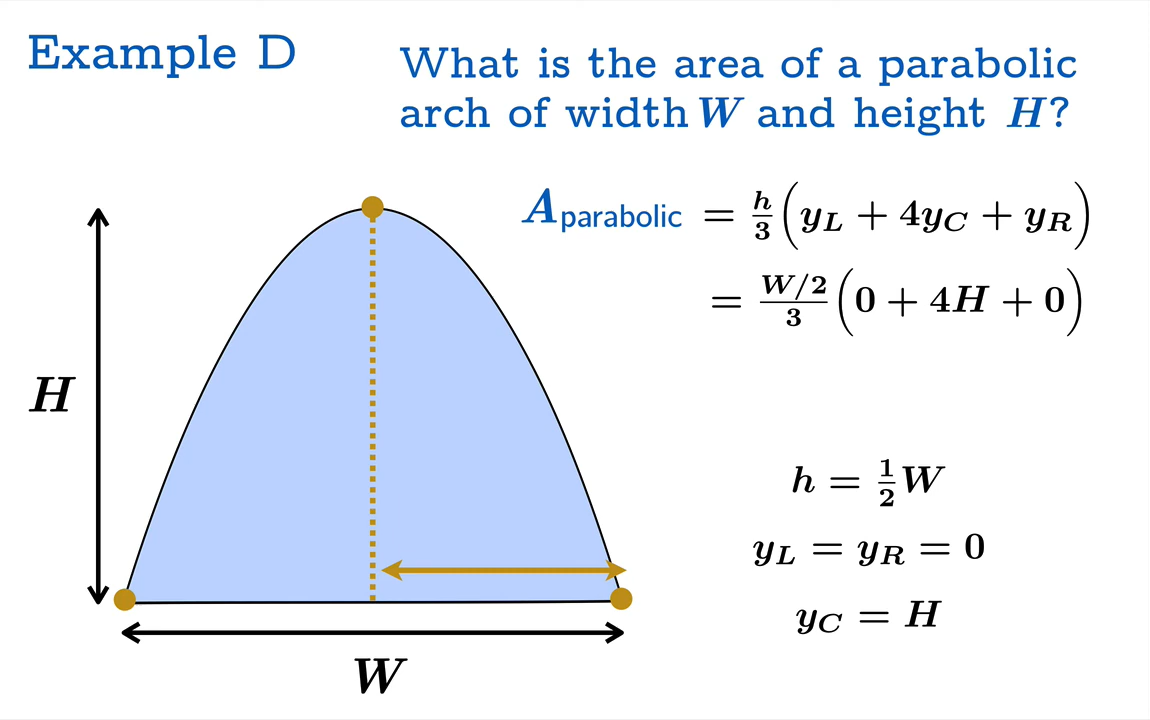 Example D
What is the area of a parabolic
arch of width W and height H?
A_parabolic = h/3 (y_L + 4y_C + y_R)
= W/2/3 (0 + 4H + 0)
H
h = 1/2 W
y_L = y_R = 0
y_C = H
W